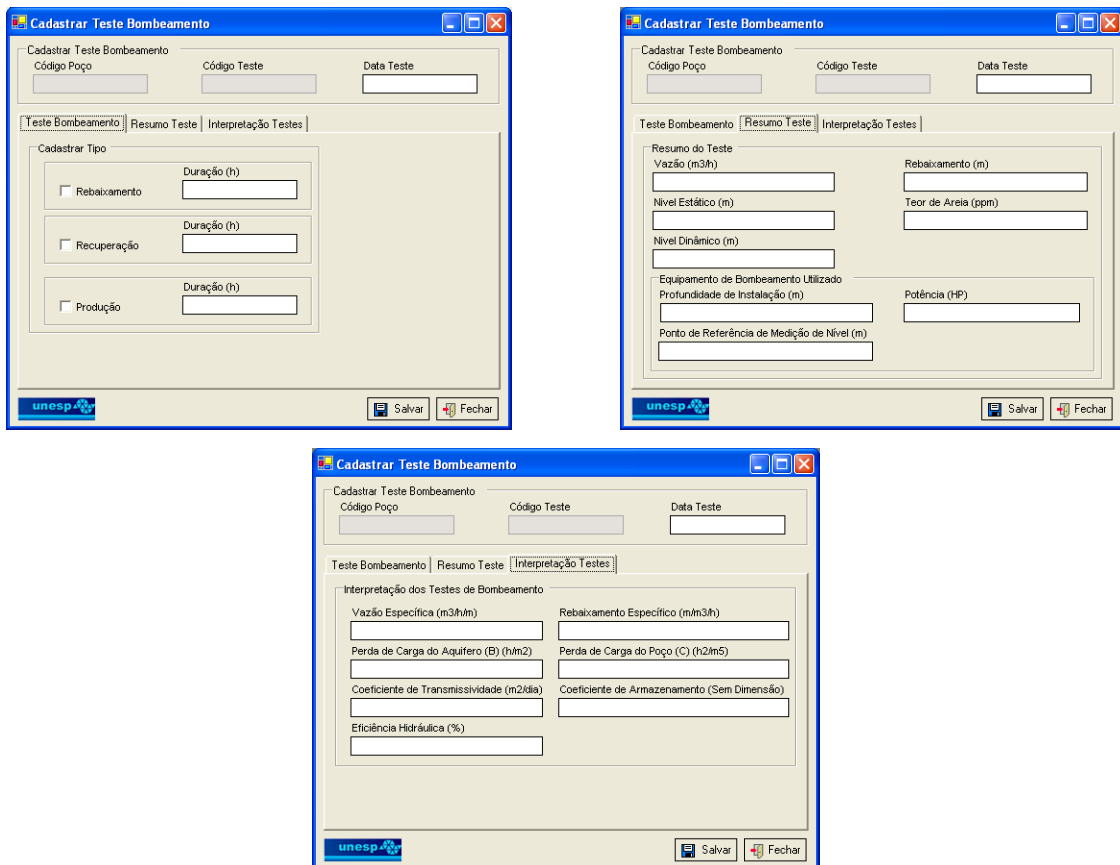 Cadastrar Teste Bombeamento
Cadastrar Teste Bombeamento
Código Poço Código Teste Data Teste
Teste Bombeamento Resumo Teste Interpretação Testes
Cadastrar Tipo
Duração (h)
Rebaixamento
Duração (h)
Recuperação
Duração (h)
Produção
unesp Salvar Fechar
Cadastrar Teste Bombeamento
Cadastrar Teste Bombeamento
Código Poço Código Teste Data Teste
Teste Bombeamento Resumo Teste Interpretação Testes
Resumo do Teste
Vazão (m3/h) Rebaixamento (m)
Nivel Estático (m) Teor de Areia (ppm)
Nivel Dinâmico (m)
Equipamento de Bombeamento Utilizado
Profundidade de Instalação (m) Potência (HP)
Ponto de Referência de Medição de Nível (m)
unesp Salvar Fechar
Cadastrar Teste Bombeamento
Cadastrar Teste Bombeamento
Código Poço Código Teste Data Teste
Teste Bombeamento Resumo Teste Interpretação Testes
Interpretação dos Testes de Bombeamento
Vazão Específica (m3/h/m) Rebaixamento Específico (m/m3/h)
Perda de Carga do Aquifero (B) (h/m2) Perda de Carga do Poço (C) (h2/m5)
Coeficiente de Transmissividade (m2/dia) Coeficiente de Armazenamento (Sem Dimensão)
Eficiência Hidráulica (%)
unesp Salvar Fechar